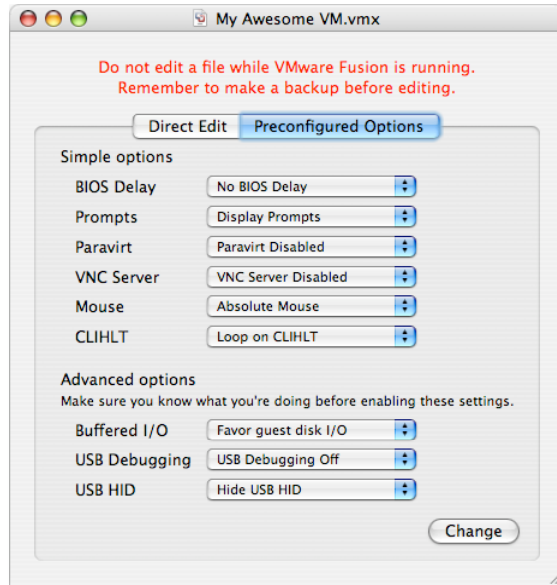 My Awesome VM.vmx
Do not edit a file while VMware Fusion is running.
Remember to make a backup before editing.
Direct Edit Preconfigured Options
Simple options
BIOS Delay No BIOS Delay
Prompts Display Prompts
Paravirt Paravirt Disabled
VNC Server VNC Server Disabled
Mouse Absolute Mouse
CLIHLT Loop on CLIHLT
Advanced options
Make sure you know what you're doing before enabling these settings.
Buffered I/O Favor guest disk I/O
USB Debugging USB Debugging Off
USB HID Hide USB HID
Change